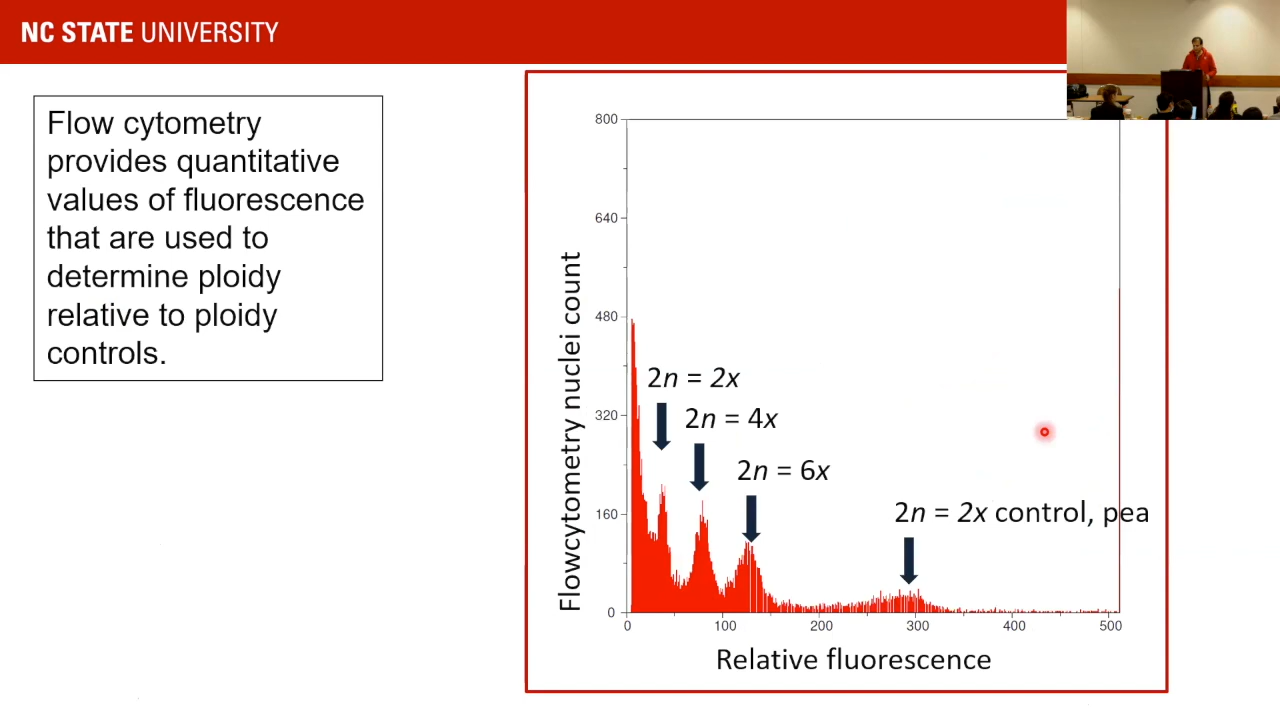 NC STATE UNIVERSITY
Flow cytometry
provides quantitative
values of fluorescence
that are used to
determine ploidy
relative to ploidy
controls.
Flowcytometry nuclei count
800
640
480
320
160
0
2n = 2x
2n = 4x
2n = 6x
2n = 2x control, pea
0 100 200 300 400 500
Relative fluorescence